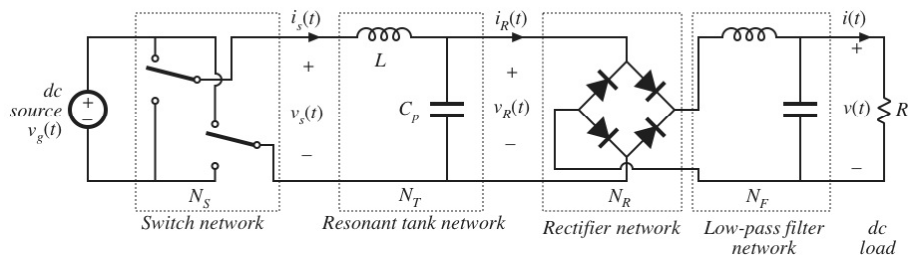 i_s(t)
i_R(t)
i(t)
L
+
+
+
dc
source
v_g(t)
+
–
v_s(t)
C_p
v_R(t)
v(t)
R
–
–
–
N_S
N_T
N_R
N_F
Switch network
Resonant tank network
Rectifier network
Low-pass filter
network
dc
load